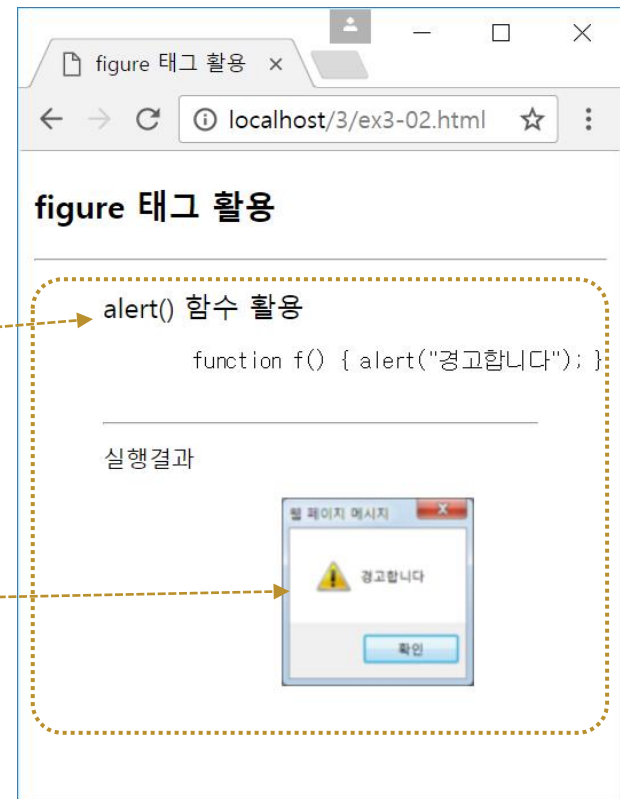 figure 태그 활용
localhost/3/ex3-02.html
figure 태그 활용
alert() 함수 활용
function f() { alert("경고합니다"); }
실행결과
웹 페이지 메시지
경고합니다
확인